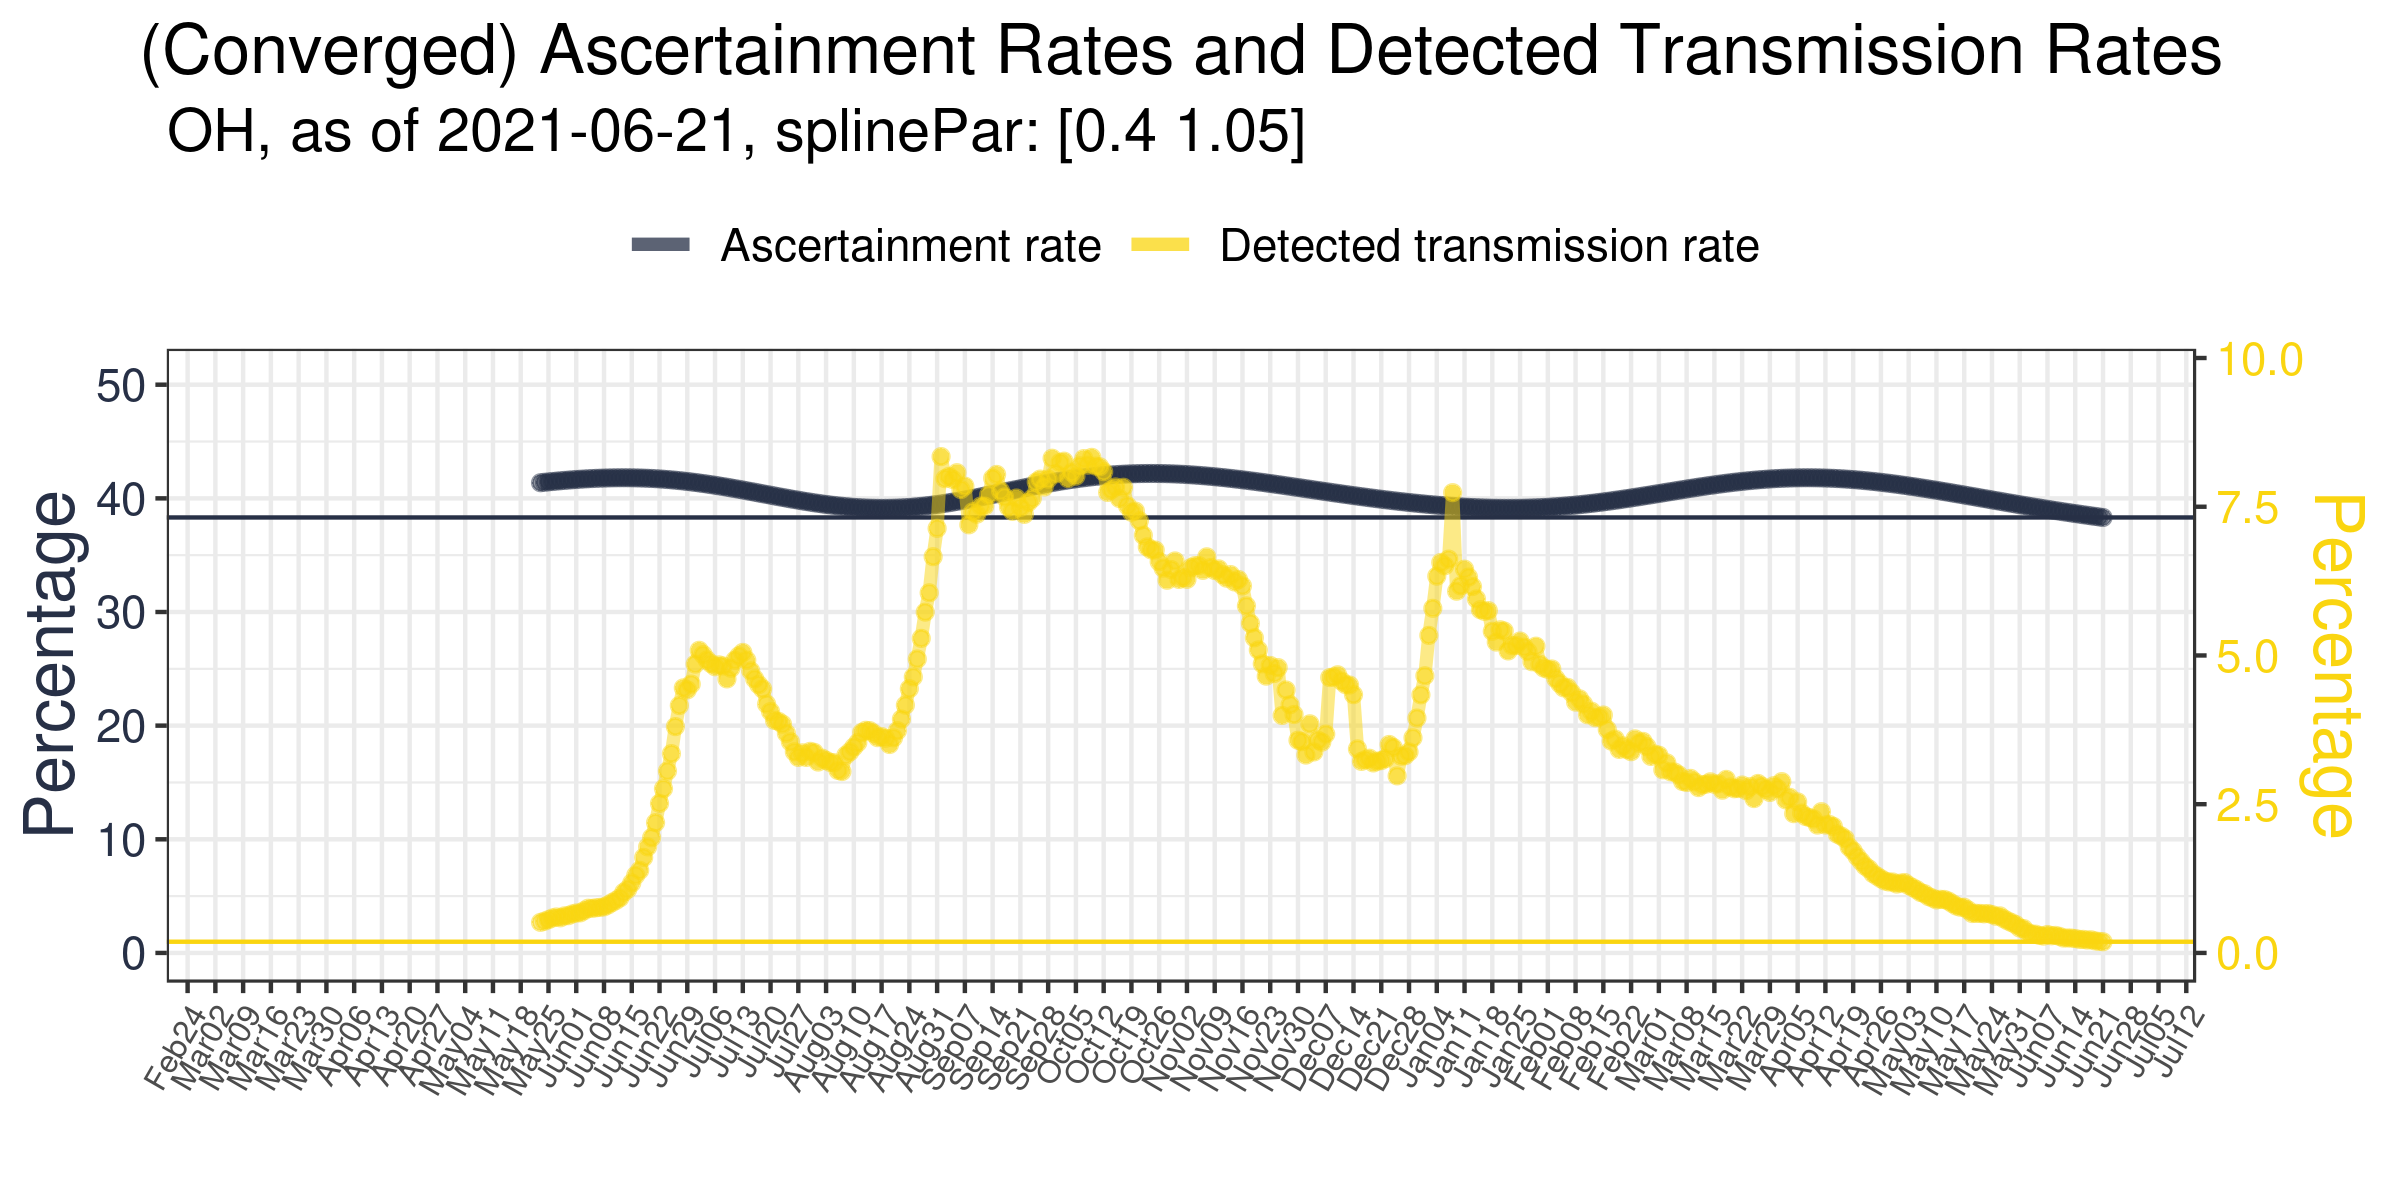 (Converged) Ascertainment Rates and Detected Transmission Rates
OH, as of 2021-06-21, splinePar: [0.4 1.05]
Ascertainment rate
Detected transmission rate
Percentage
50
40
30
20
10
0
10.0
7.5
5.0
2.5
0.0
Percentage
Feb24
Mar02
Mar09
Mar16
Mar23
Mar30
Apr06
Apr13
Apr20
Apr27
May04
May11
May18
May25
Jun01
Jun08
Jun15
Jun22
Jun29
Jul06
Jul13
Jul20
Jul27
Aug03
Aug10
Aug17
Aug24
Aug31
Sep07
Sep14
Sep21
Sep28
Oct05
Oct12
Oct19
Oct26
Nov02
Nov09
Nov16
Nov23
Nov30
Dec07
Dec14
Dec21
Dec28
Jan04
Jan11
Jan18
Jan25
Feb01
Feb08
Feb15
Feb22
Mar01
Mar08
Mar15
Mar22
Mar29
Apr05
Apr12
Apr19
Apr26
May03
May10
May17
May24
May31
Jun07
Jun14
Jun21
Jun28
Jul05
Jul12